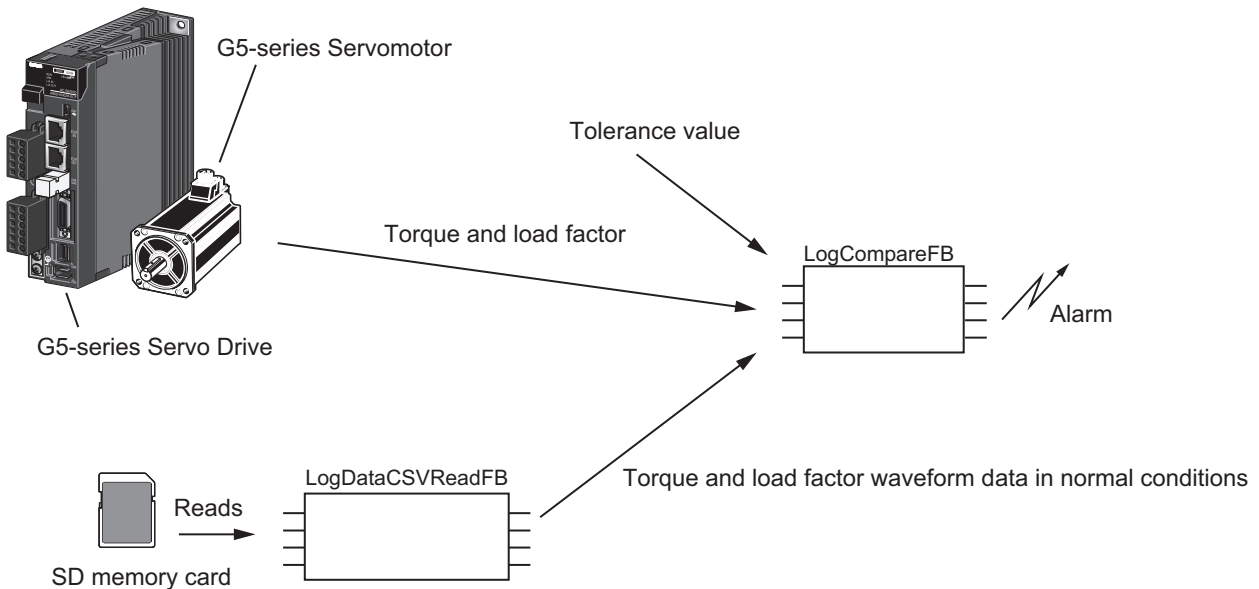 G5-series Servomotor
Tolerance value
Torque and load factor
LogCompareFB
Alarm
G5-series Servo Drive
LogDataCSVReadFB
Torque and load factor waveform data in normal conditions
Reads
SD memory card